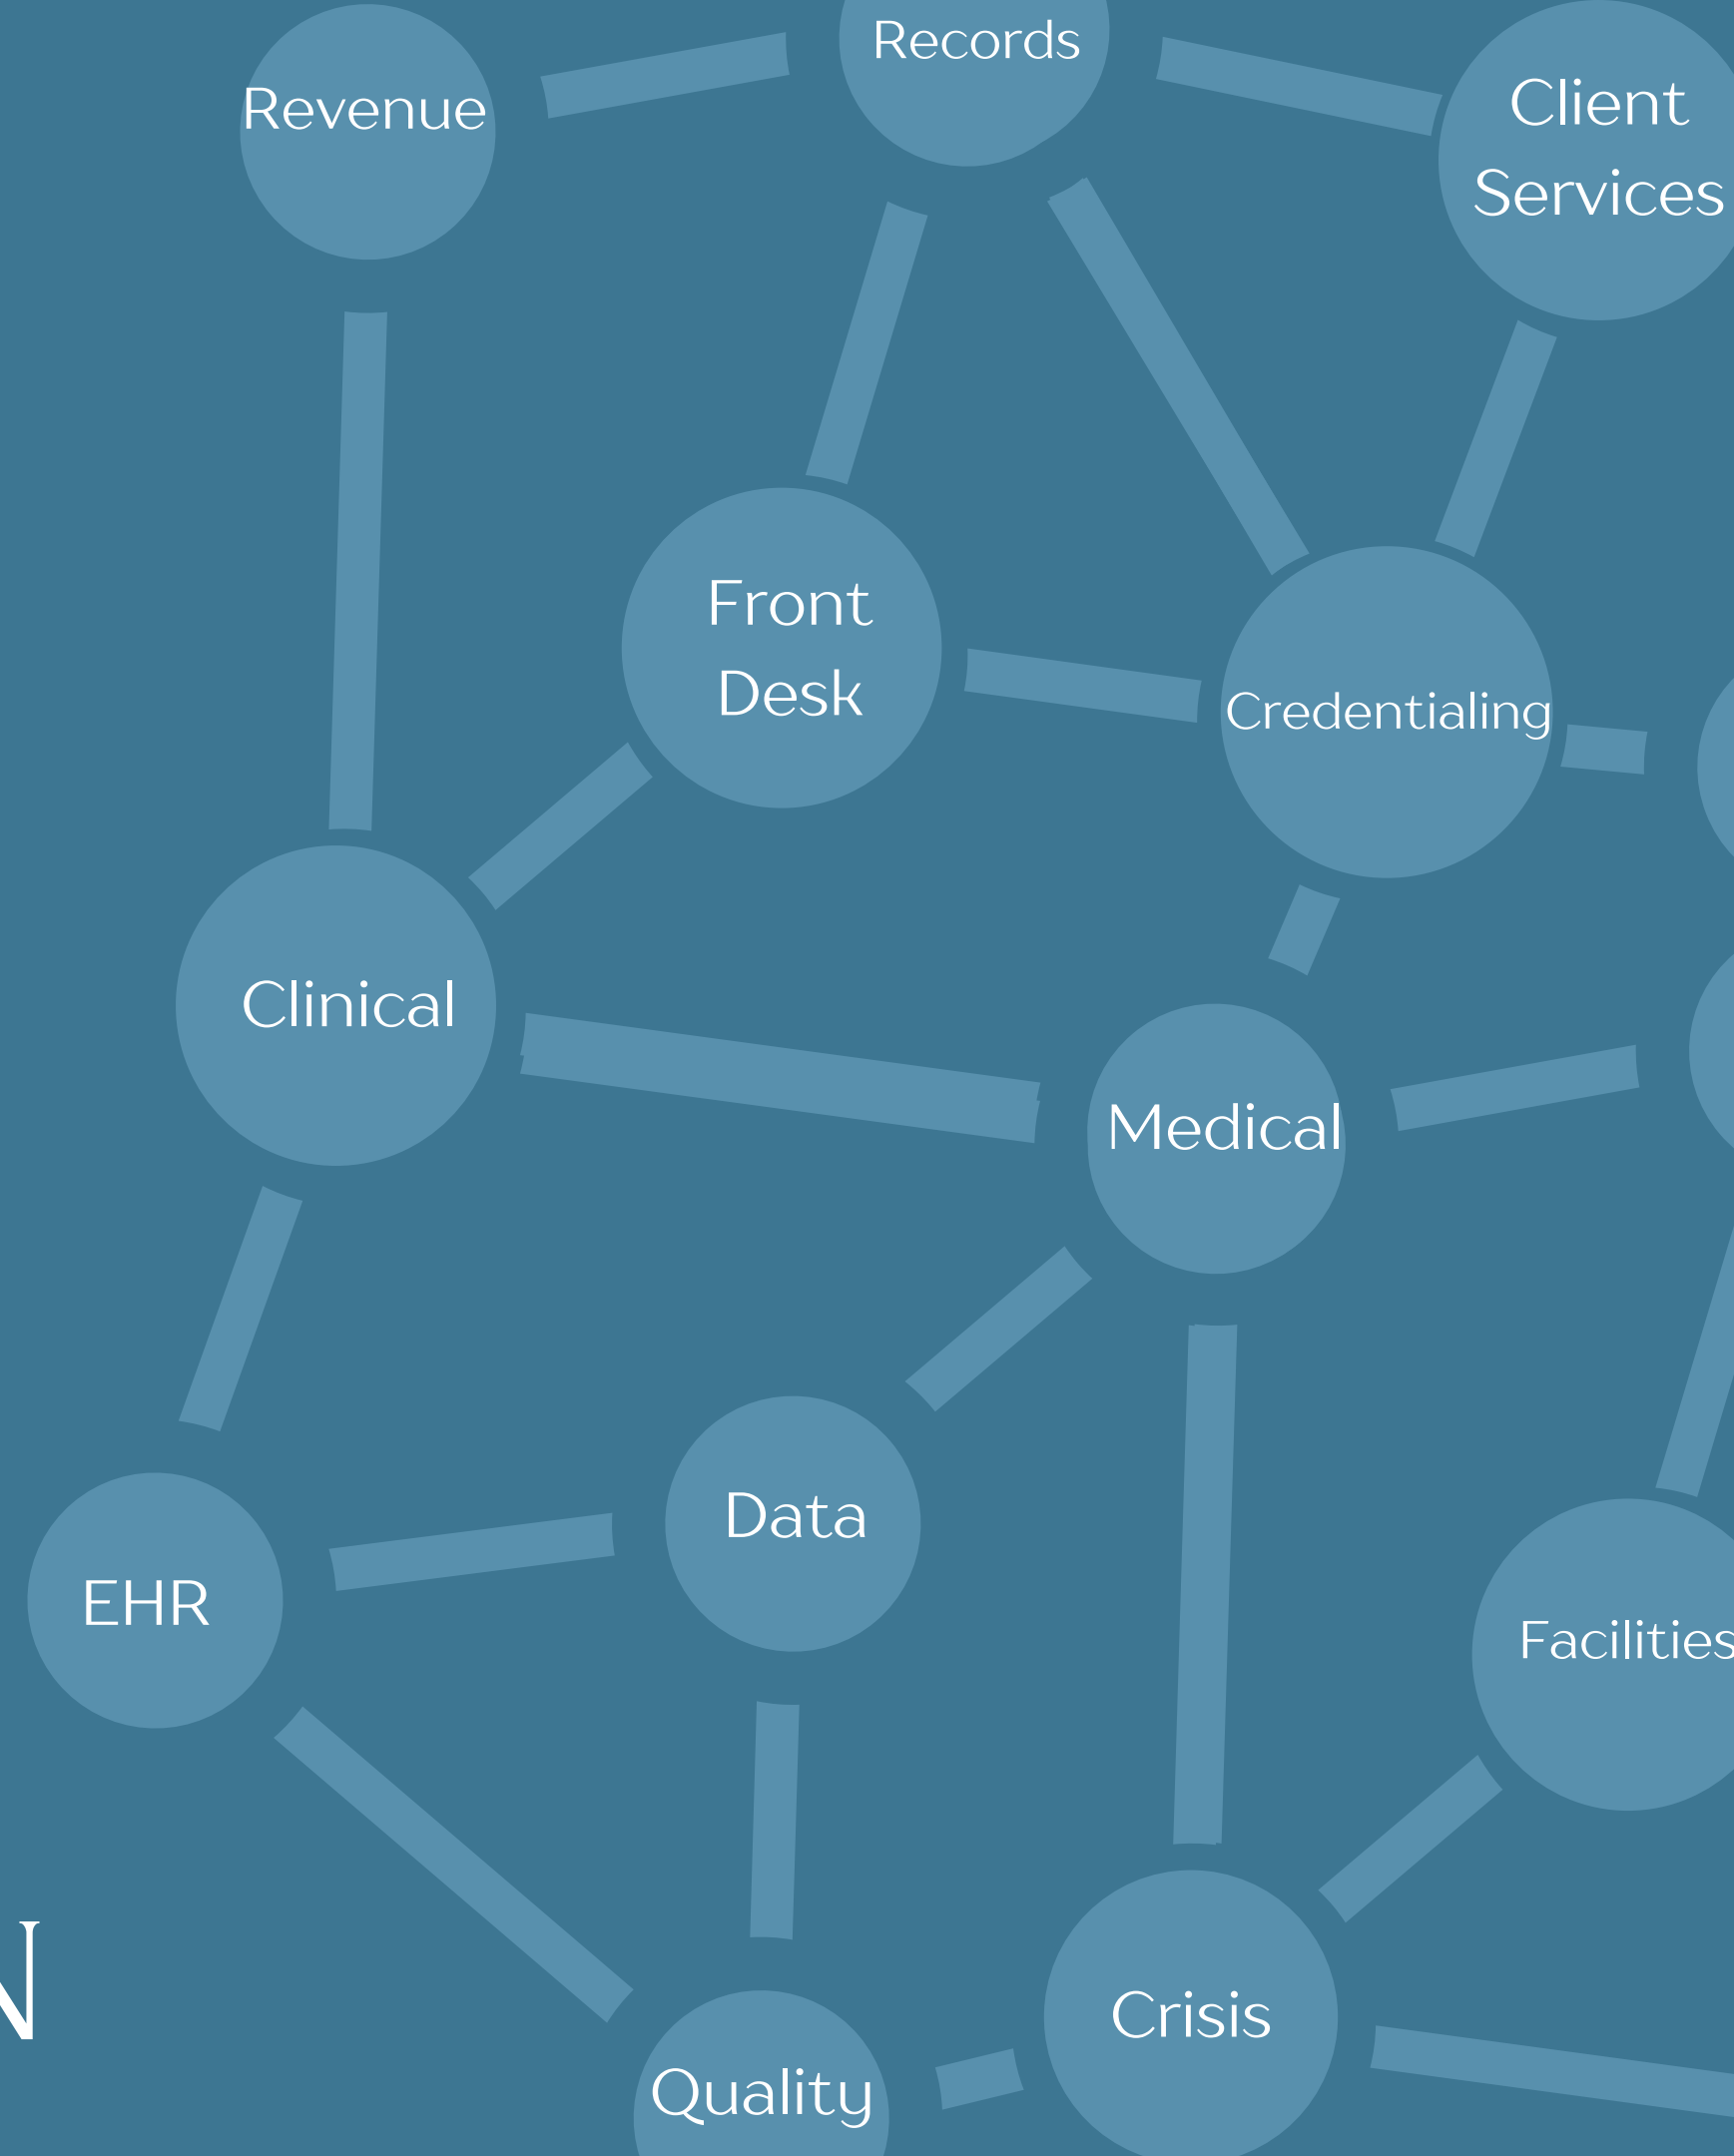 Records
Revenue
Client
Services
Front
Desk
Credentialing
Clinical
Medical
Data
EHR
Facilities
N
Crisis
Quality